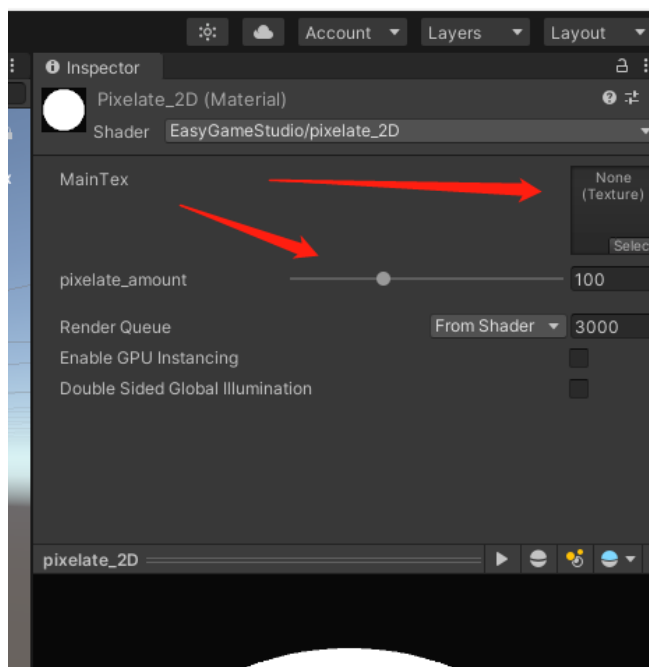 Account Layers Layout
Inspector
Pixelate_2D (Material)
Shader EasyGameStudio/pixelate_2D
MainTex None
(Texture)
Selec
pixelate_amount 100
Render Queue From Shader 3000
Enable GPU Instancing
Double Sided Global Illumination
pixelate_2D